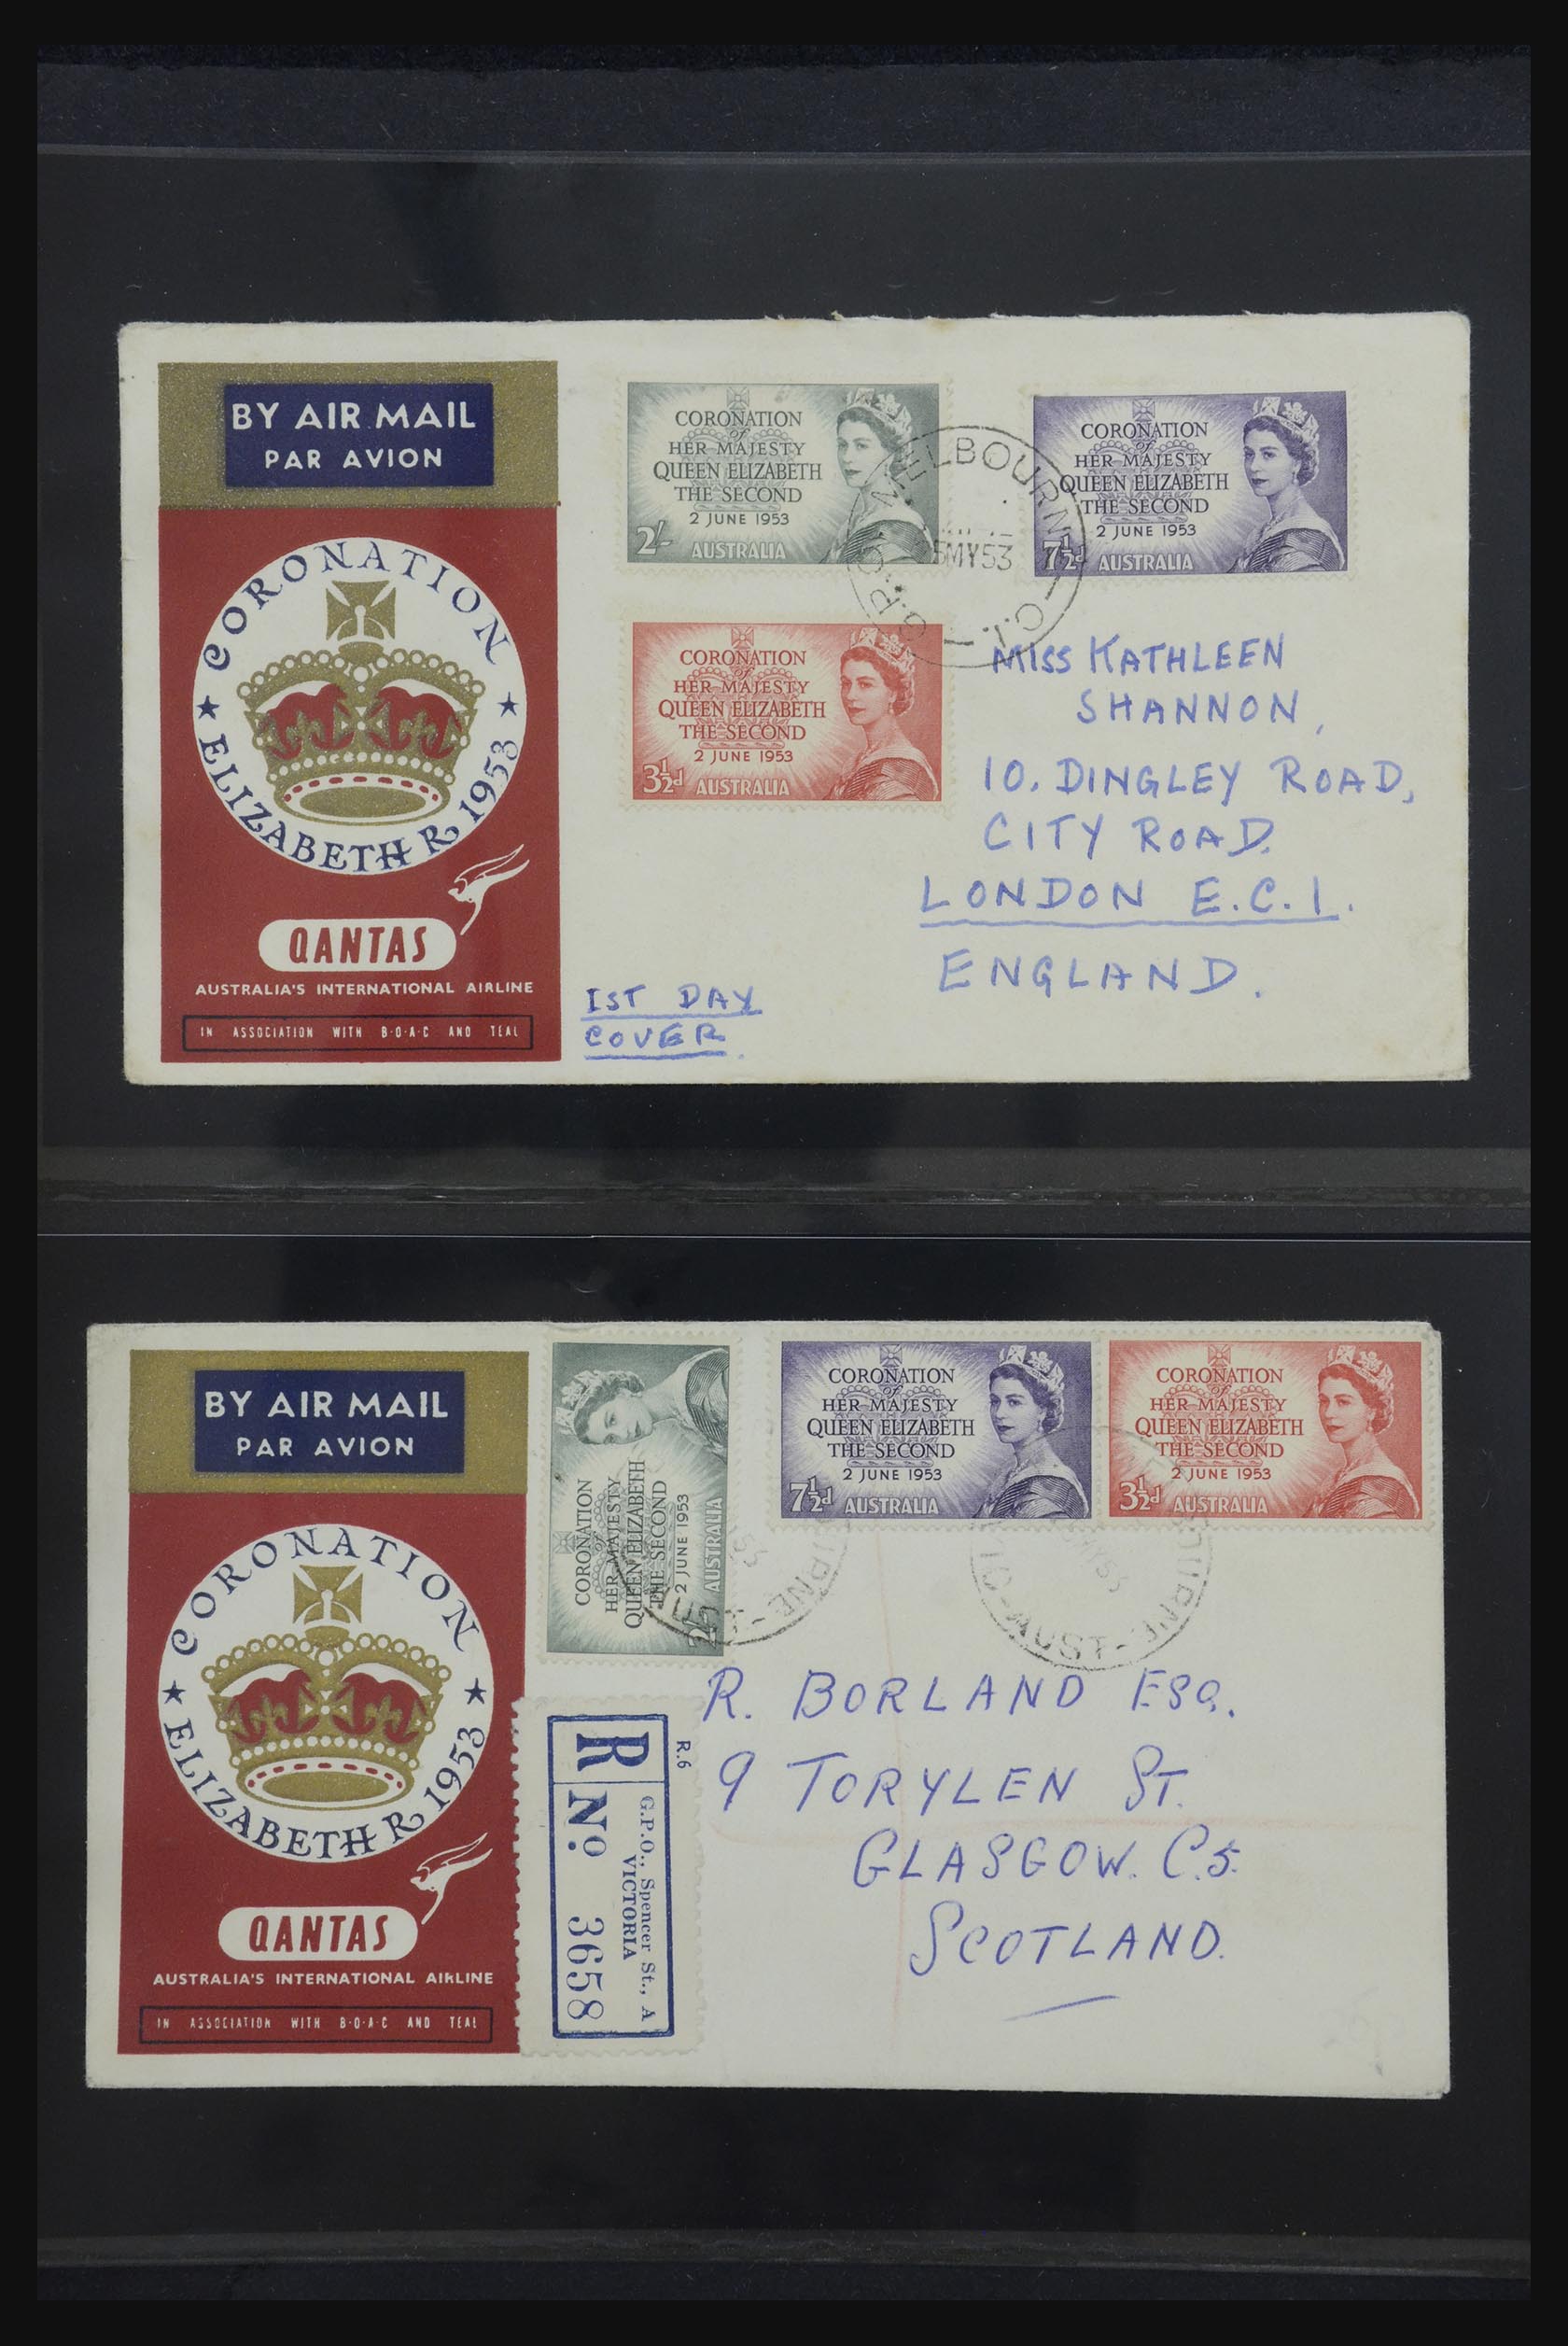 BY AIR MAIL
PAR AVION
CORONATION
ELIZABETH R 1953
QANTAS
AUSTRALIA'S INTERNATIONAL AIRLINE
IN ASSOCIATION WITH B·O·A·C AND TEAL
CORONATION
of
HER MAJESTY
QUEEN ELIZABETH
THE SECOND
2 JUNE 1953
2/- AUSTRALIA
CORONATION
of
HER MAJESTY
QUEEN ELIZABETH
THE SECOND
2 JUNE 1953
7½d AUSTRALIA
MELBOURNE
MY53
CORONATION
of
HER MAJESTY
QUEEN ELIZABETH
THE SECOND
2 JUNE 1953
3½d AUSTRALIA
MISS KATHLEEN
SHANNON,
10. DINGLEY ROAD,
CITY ROAD.
LONDON E.C.1.
ENGLAND.
IST DAY
COVER.
BY AIR MAIL
PAR AVION
CORONATION
ELIZABETH R 1953
QANTAS
AUSTRALIA'S INTERNATIONAL AIRLINE
IN ASSOCIATION WITH B·O·A·C AND TEAL
CORONATION
of
HER MAJESTY
QUEEN ELIZABETH
THE SECOND
2 JUNE 1953
2/- AUSTRALIA
CORONATION
of
HER MAJESTY
QUEEN ELIZABETH
THE SECOND
2 JUNE 1953
7½d AUSTRALIA
CORONATION
of
HER MAJESTY
QUEEN ELIZABETH
THE SECOND
2 JUNE 1953
3½d AUSTRALIA
VIC-AUST-
R.6
R
G.P.O., Spencer St., A
VICTORIA
No. 3658
R. BORLAND ESQ.
9 TORYLEN ST.
GLASGOW. C.5.
SCOTLAND.